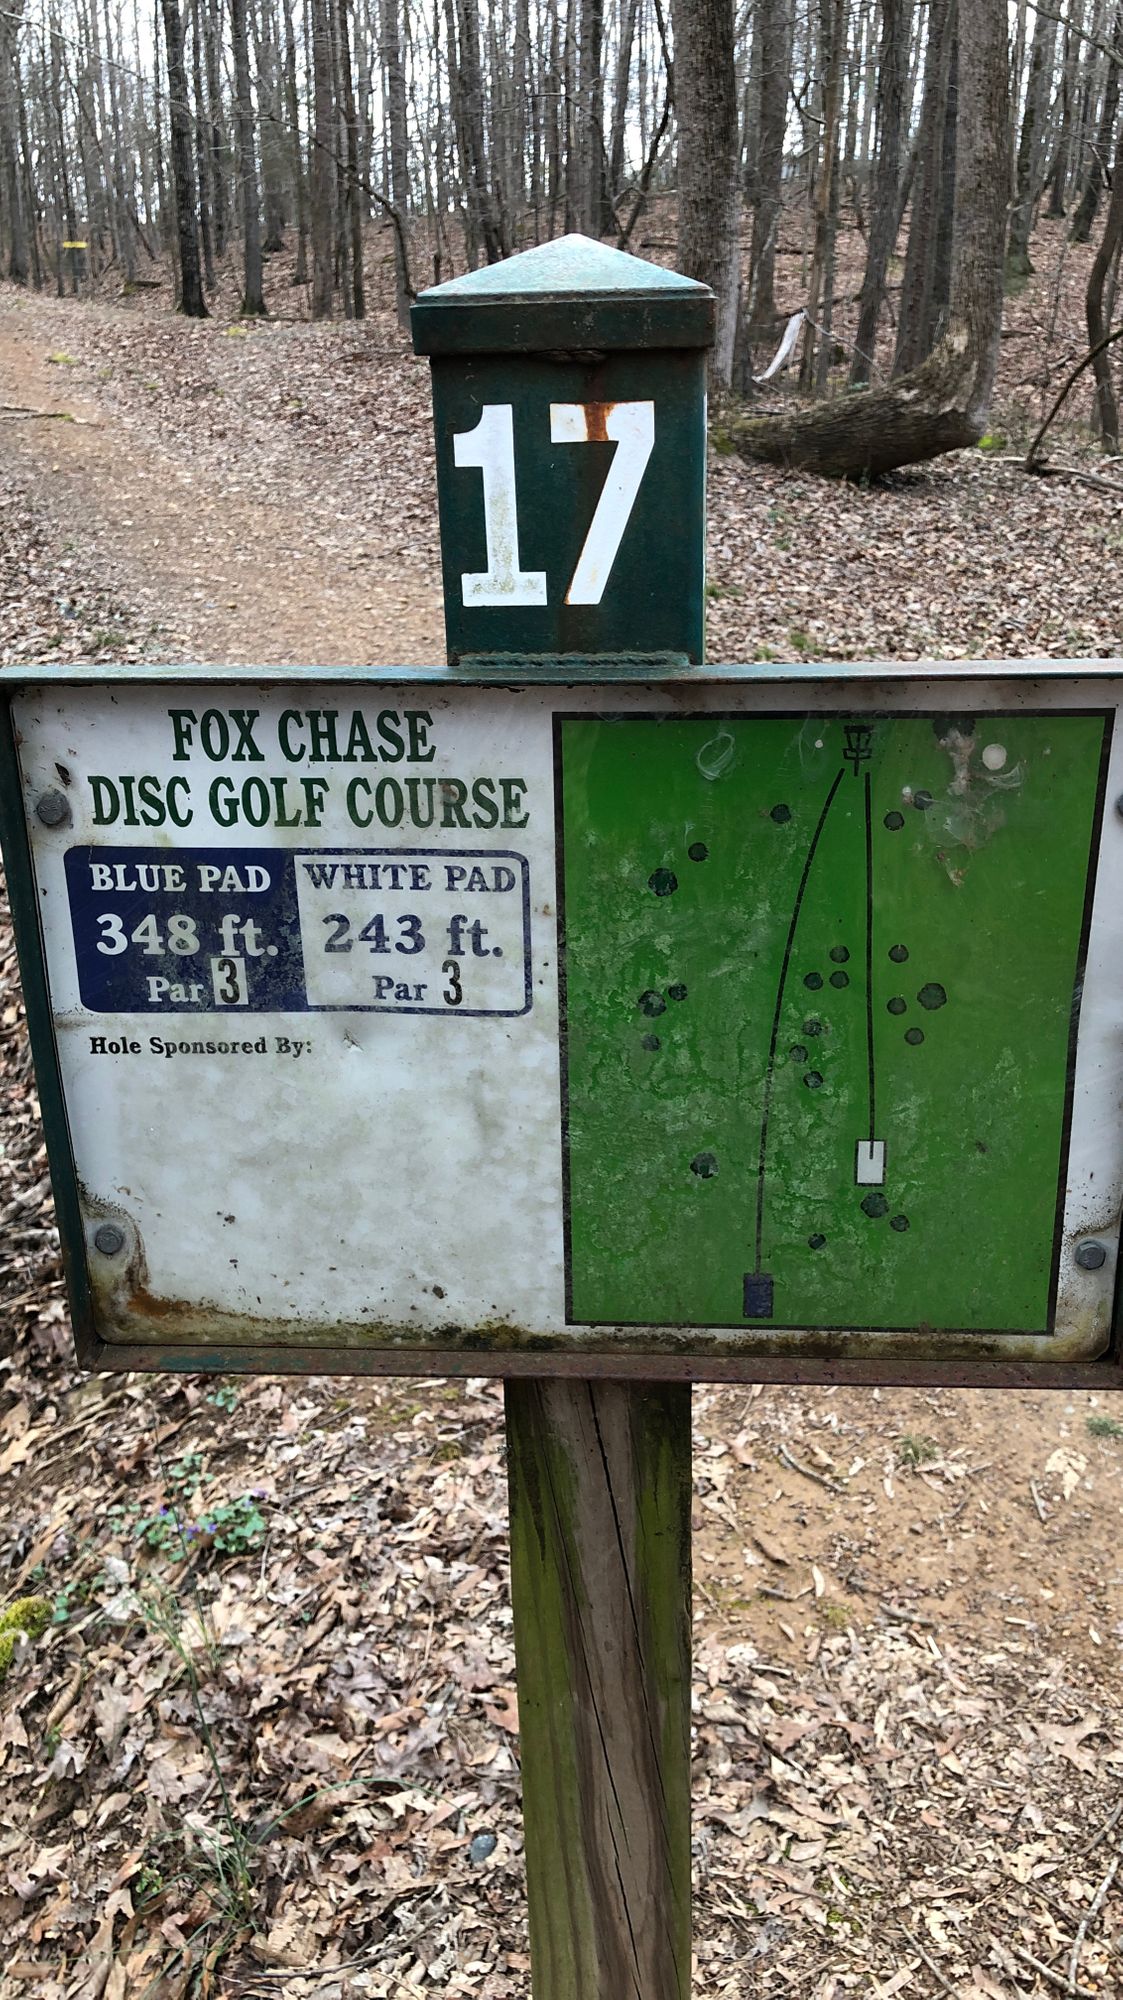 17
FOX CHASE
DISC GOLF COURSE
BLUE PAD
348 ft.
Par 3
WHITE PAD
243 ft.
Par 3
Hole Sponsored By: